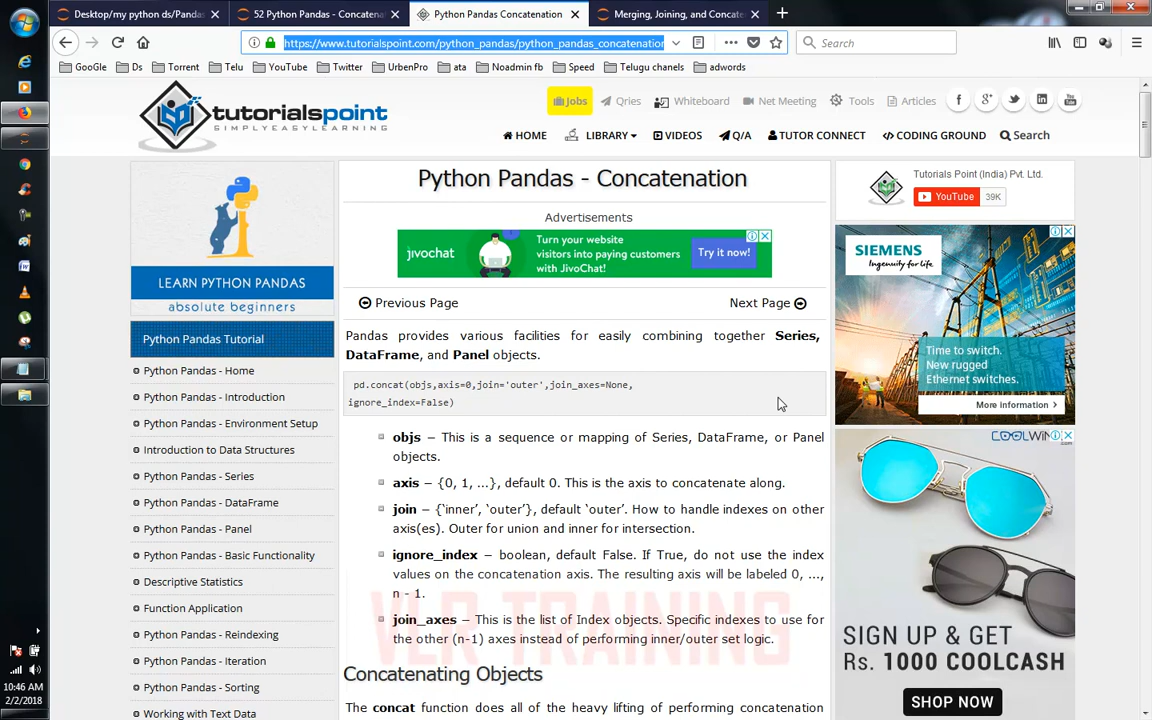 Desktop/my python ds/Pandas
52 Python Pandas - Concatena
Python Pandas Concatenation
Merging, Joining, and Concate
https://www.tutorialspoint.com/python_pandas/python_pandas_concatenation
Search
GooGle
Ds
Torrent
Telu
YouTube
Twitter
UrbenPro
ata
Noadmin fb
Speed
Telugu chanels
adwords
tutorialspoint
SIMPLYEASYLEARNING
Jobs
Qries
Whiteboard
Net Meeting
Tools
Articles
HOME
LIBRARY
VIDEOS
Q/A
TUTOR CONNECT
CODING GROUND
Search
LEARN PYTHON PANDAS
absolute beginners
Python Pandas Tutorial
Python Pandas - Home
Python Pandas - Introduction
Python Pandas - Environment Setup
Introduction to Data Structures
Python Pandas - Series
Python Pandas - DataFrame
Python Pandas - Panel
Python Pandas - Basic Functionality
Descriptive Statistics
Function Application
Python Pandas - Reindexing
Python Pandas - Iteration
Python Pandas - Sorting
Working with Text Data
Python Pandas - Concatenation
Advertisements
jivochat
Turn your website
visitors into paying customers
with JivoChat!
Try it now!
Previous Page
Next Page
Pandas provides various facilities for easily combining together Series,
DataFrame, and Panel objects.
pd.concat(objs,axis=0,join='outer',join_axes=None,
ignore_index=False)
objs − This is a sequence or mapping of Series, DataFrame, or Panel
objects.
axis − {0, 1, ...}, default 0. This is the axis to concatenate along.
join − {‘inner’, ‘outer’}, default ‘outer’. How to handle indexes on other
axis(es). Outer for union and inner for intersection.
ignore_index − boolean, default False. If True, do not use the index
values on the concatenation axis. The resulting axis will be labeled 0, ...,
n - 1.
join_axes − This is the list of Index objects. Specific indexes to use for
the other (n-1) axes instead of performing inner/outer set logic.
VLR TRAINING
Concatenating Objects
The concat function does all of the heavy lifting of performing concatenation
Tutorials Point (India) Pvt. Ltd.
YouTube 39K
SIEMENS
Ingenuity for life
Time to switch.
New rugged
Ethernet switches.
More information
COOLWIN
SIGN UP & GET
Rs. 1000 COOLCASH
SHOP NOW
10:46 AM
2/2/2018